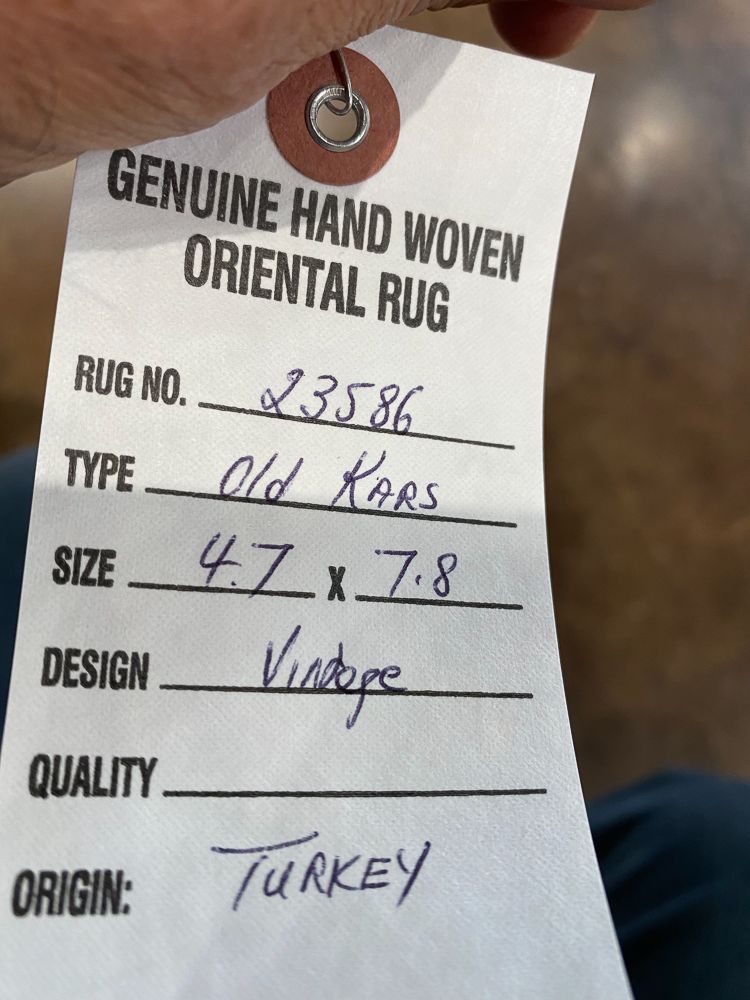 GENUINE HAND WOVEN
ORIENTAL RUG
RUG NO. 23586
TYPE Old KARS
SIZE 4.7 X 7.8
DESIGN Vindoge
QUALITY
ORIGIN: TURKEY